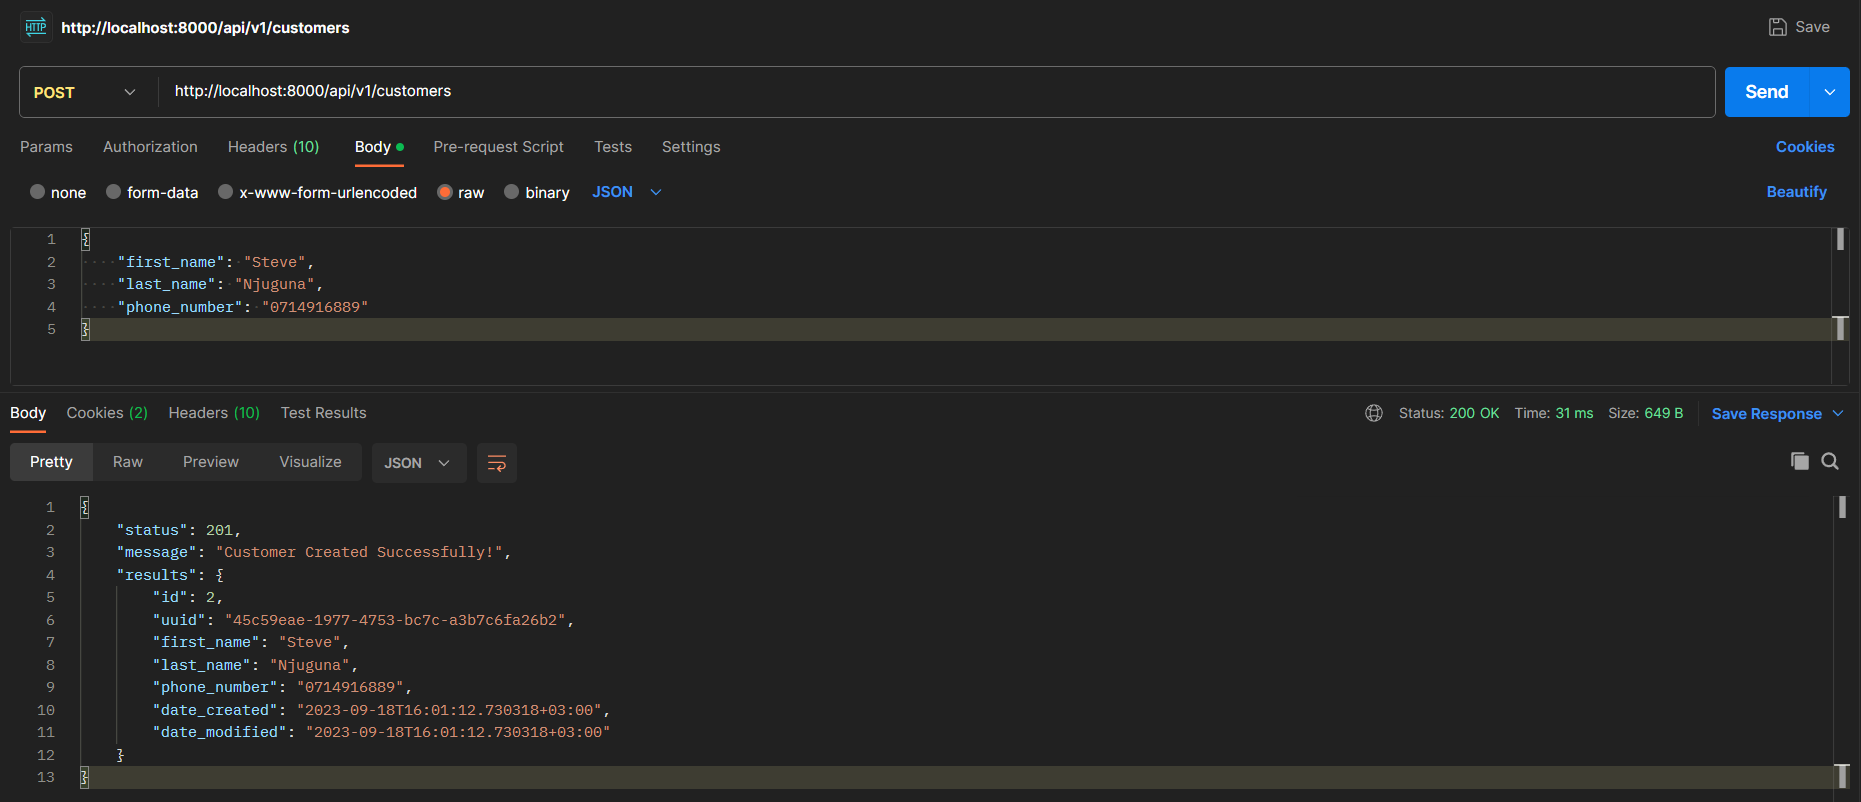 HTTP http://localhost:8000/api/v1/customers Save
POST http://localhost:8000/api/v1/customers Send
Params Authorization Headers (10) Body Pre-request Script Tests Settings Cookies
none form-data x-www-form-urlencoded raw binary JSON Beautify
1 {
2 "first_name": "Steve",
3 "last_name": "Njuguna",
4 "phone_number": "0714916889"
5 }
Body Cookies (2) Headers (10) Test Results Status: 200 OK Time: 31 ms Size: 649 B Save Response
Pretty Raw Preview Visualize JSON
1 {
2 "status": 201,
3 "message": "Customer Created Successfully!",
4 "results": {
5 "id": 2,
6 "uuid": "45c59eae-1977-4753-bc7c-a3b7c6fa26b2",
7 "first_name": "Steve",
8 "last_name": "Njuguna",
9 "phone_number": "0714916889",
10 "date_created": "2023-09-18T16:01:12.730318+03:00",
11 "date_modified": "2023-09-18T16:01:12.730318+03:00"
12 }
13 }